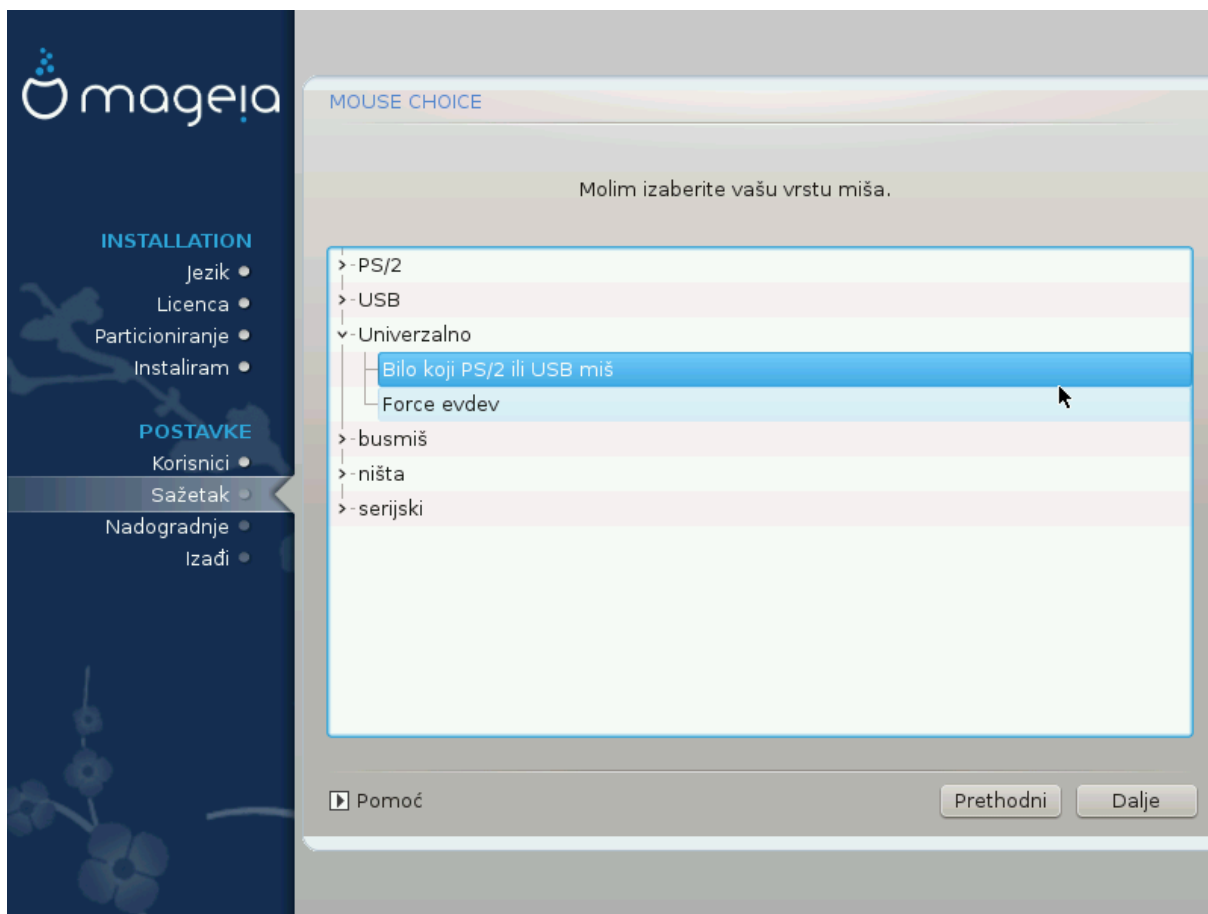 mageia
INSTALLATION
Jezik
Licenca
Particioniranje
Instaliram
POSTAVKE
Korisnici
Sažetak
Nadogradnje
Izađi
MOUSE CHOICE
Molim izaberite vašu vrstu miša.
PS/2
USB
Univerzalno
Bilo koji PS/2 ili USB miš
Force evdev
busmiš
ništa
serijski
Pomoć
Prethodni
Dalje